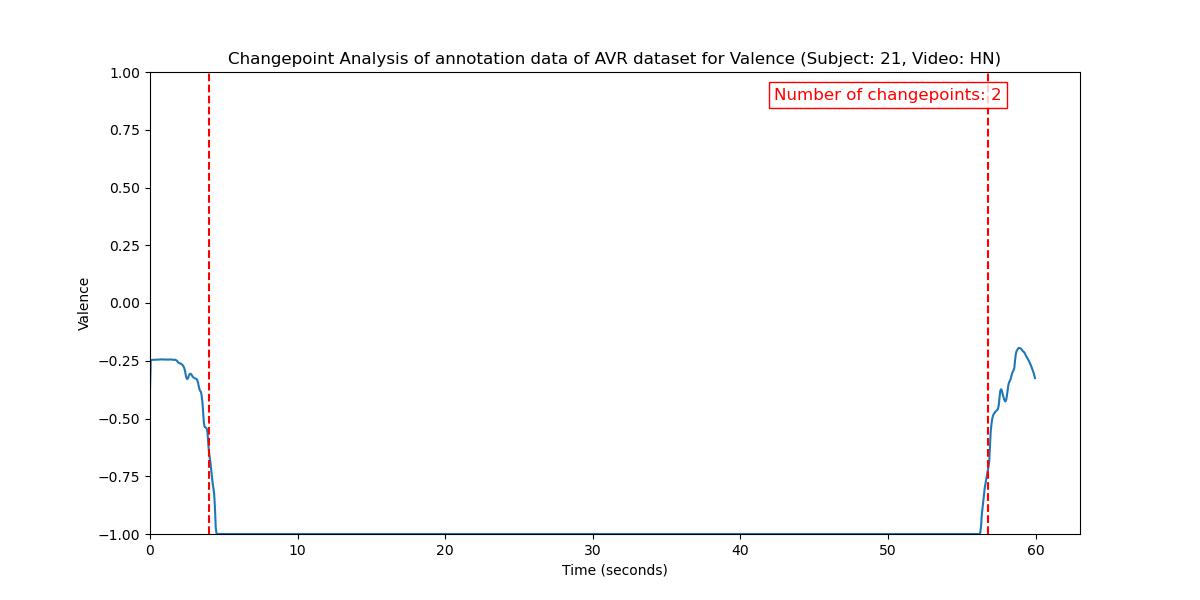 Changepoint Analysis of annotation data of AVR dataset for Valence (Subject: 21, Video: HN)
Number of changepoints: 2
1.00
0.75
0.50
0.25
0.00
−0.25
−0.50
−0.75
−1.00
Valence
0 10 20 30 40 50 60
Time (seconds)